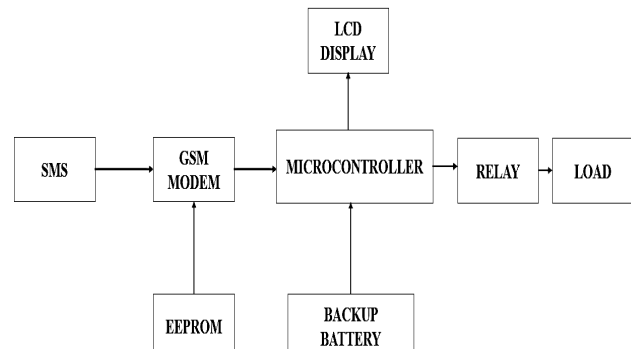 LCD
DISPLAY
SMS
GSM
MODEM
MICROCONTROLLER
RELAY
LOAD
EEPROM
BACKUP
BATTERY